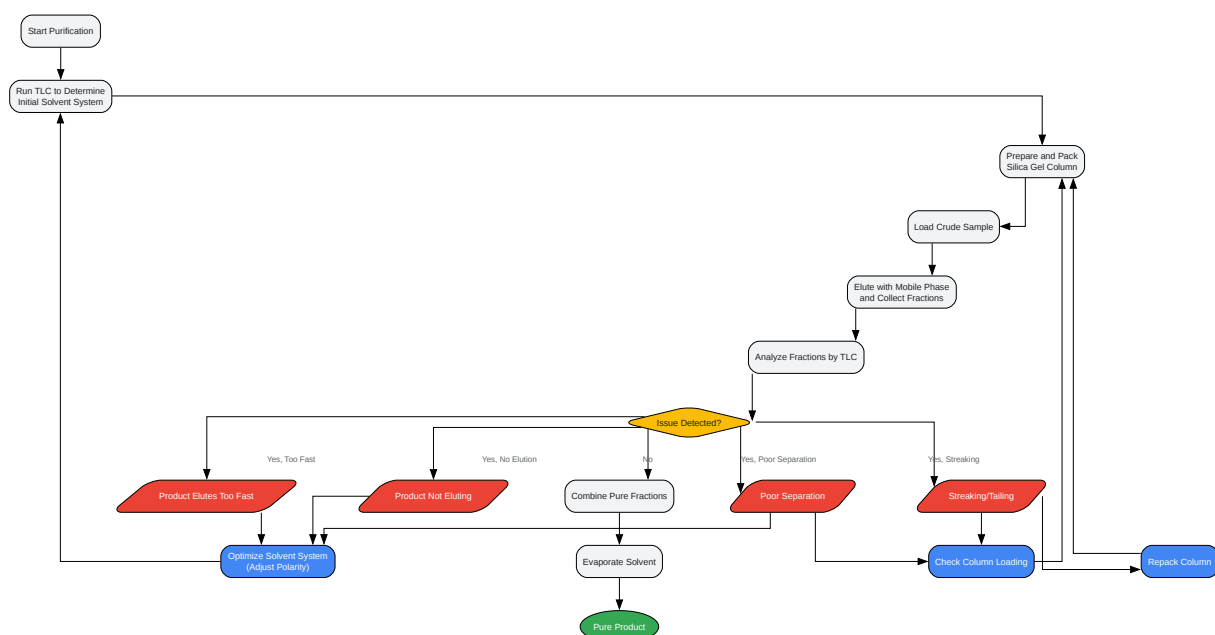 Start Purification
Run TLC to Determine
Initial Solvent System
Prepare and Pack
Silica Gel Column
Load Crude Sample
Elute with Mobile Phase
and Collect Fractions
Analyze Fractions by TLC
Issue Detected?
Yes, Too Fast
Yes, No Elution
No
Yes, Poor Separation
Yes, Streaking
Product Elutes Too Fast
Product Not Eluting
Combine Pure Fractions
Poor Separation
Streaking/Tailing
Optimize Solvent System
(Adjust Polarity)
Evaporate Solvent
Check Column Loading
Repack Column
Pure Product